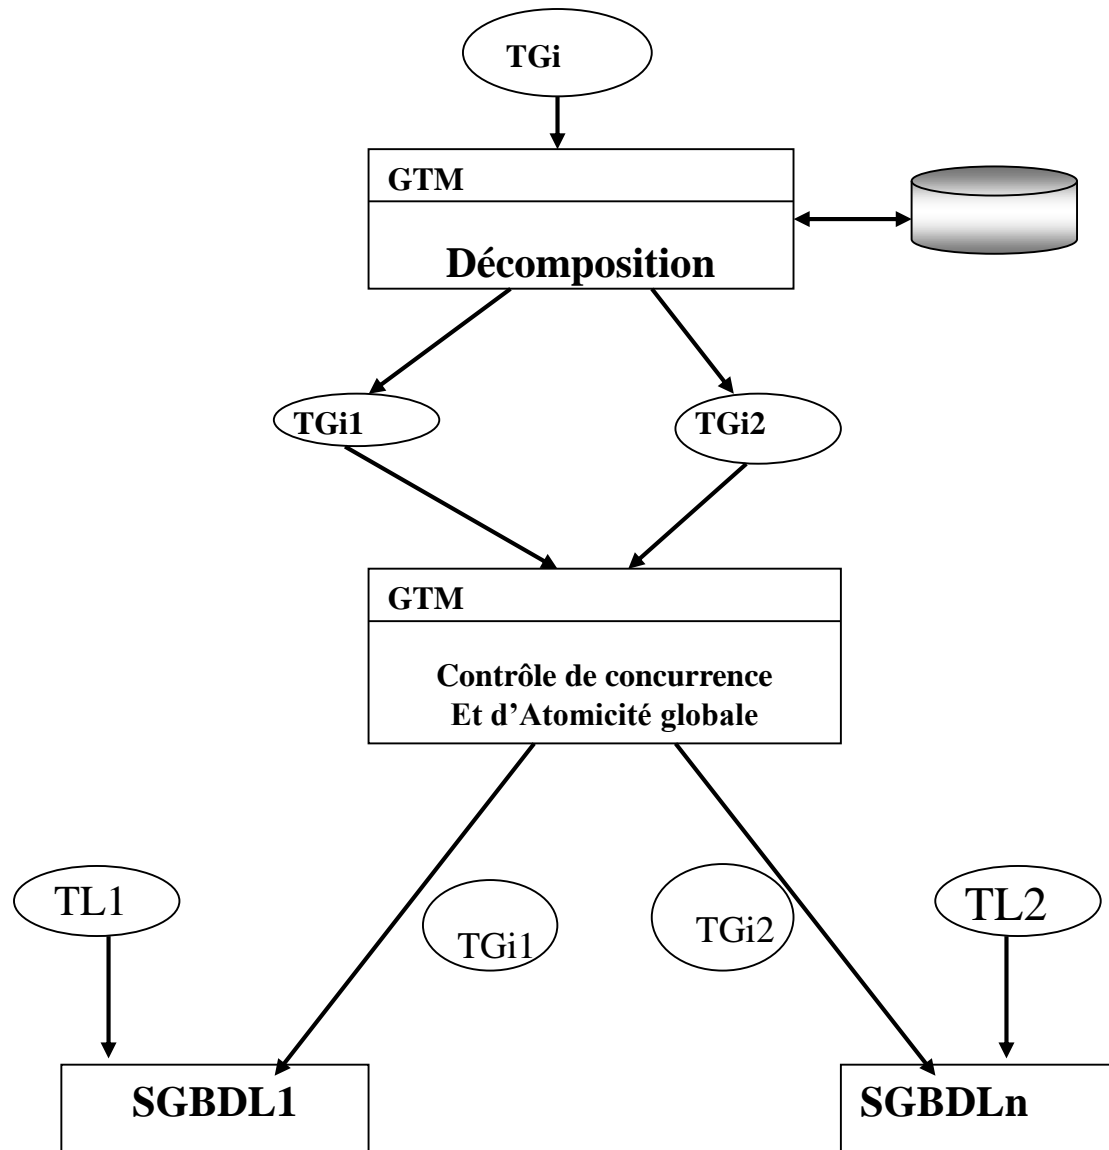 TGi
GTM
Décomposition
TGi1
TGi2
GTM
Contrôle de concurrence
Et d’Atomicité globale
TL1
TGi1
TGi2
TL2
SGBDL1
SGBDLn